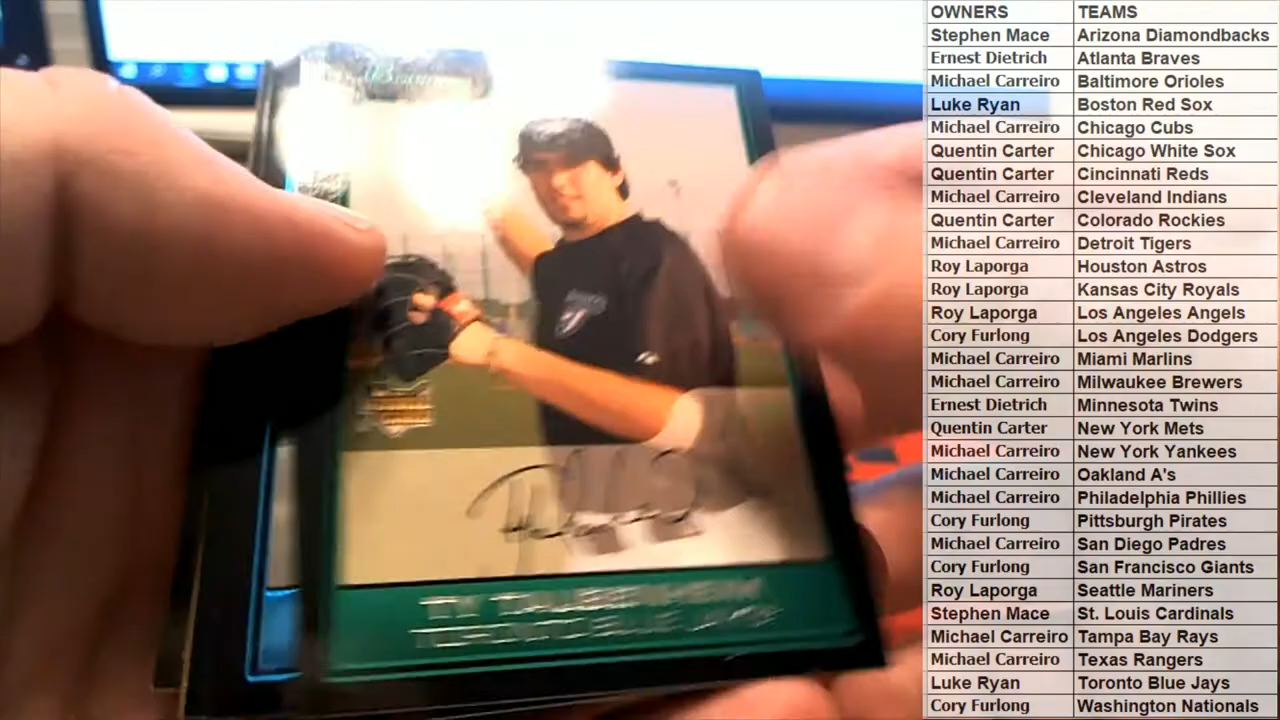 Bowman
TY TAUBENHEIM
TORONTO BLUE JAYS
OWNERS TEAMS
Stephen Mace Arizona Diamondbacks
Ernest Dietrich Atlanta Braves
Michael Carreiro Baltimore Orioles
Luke Ryan Boston Red Sox
Michael Carreiro Chicago Cubs
Quentin Carter Chicago White Sox
Quentin Carter Cincinnati Reds
Michael Carreiro Cleveland Indians
Quentin Carter Colorado Rockies
Michael Carreiro Detroit Tigers
Roy Laporga Houston Astros
Roy Laporga Kansas City Royals
Roy Laporga Los Angeles Angels
Cory Furlong Los Angeles Dodgers
Michael Carreiro Miami Marlins
Michael Carreiro Milwaukee Brewers
Ernest Dietrich Minnesota Twins
Quentin Carter New York Mets
Michael Carreiro New York Yankees
Michael Carreiro Oakland A's
Michael Carreiro Philadelphia Phillies
Cory Furlong Pittsburgh Pirates
Michael Carreiro San Diego Padres
Cory Furlong San Francisco Giants
Roy Laporga Seattle Mariners
Stephen Mace St. Louis Cardinals
Michael Carreiro Tampa Bay Rays
Michael Carreiro Texas Rangers
Luke Ryan Toronto Blue Jays
Cory Furlong Washington Nationals